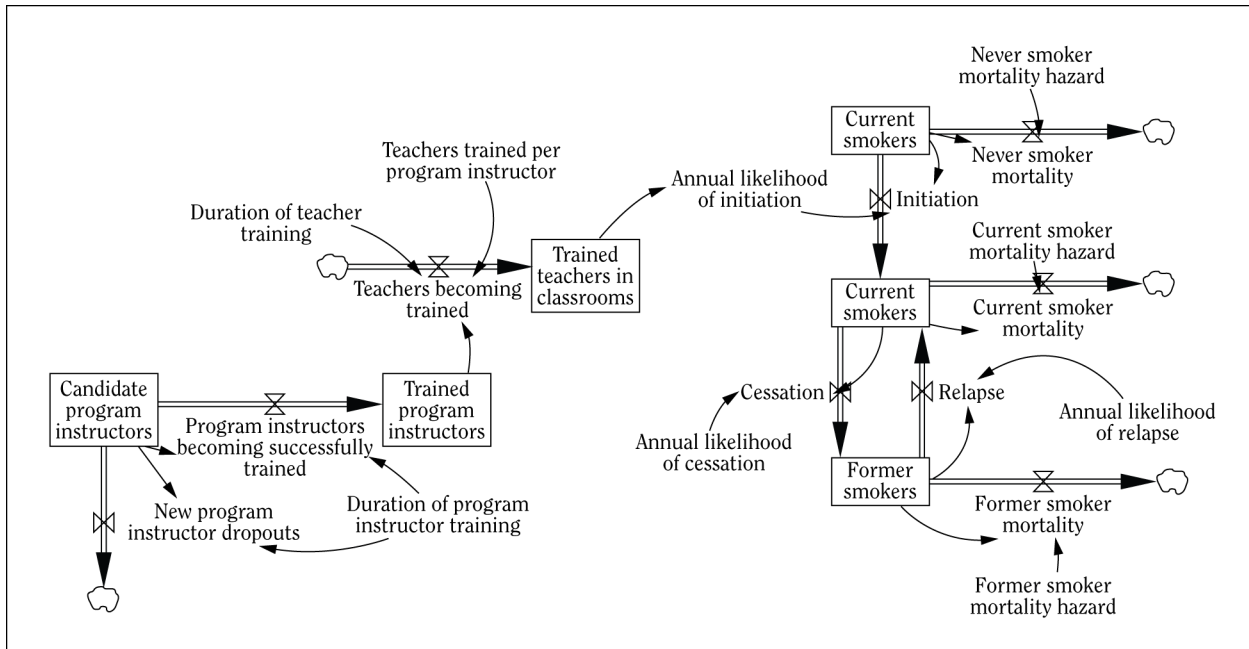 Never smoker
mortality hazard
Current
smokers
Never smoker
mortality
Teachers trained per
program instructor
Annual likelihood
of initiation
Initiation
Duration of teacher
training
Trained
teachers in
classrooms
Teachers becoming
trained
Current smoker
mortality hazard
Current
smokers
Current smoker
mortality
Candidate
program
instructors
Trained
program
instructors
Program instructors
becoming successfully
trained
Cessation
Relapse
Annual likelihood
of cessation
Annual likelihood
of relapse
Former
smokers
New program
instructor dropouts
Duration of program
instructor training
Former smoker
mortality
Former smoker
mortality hazard